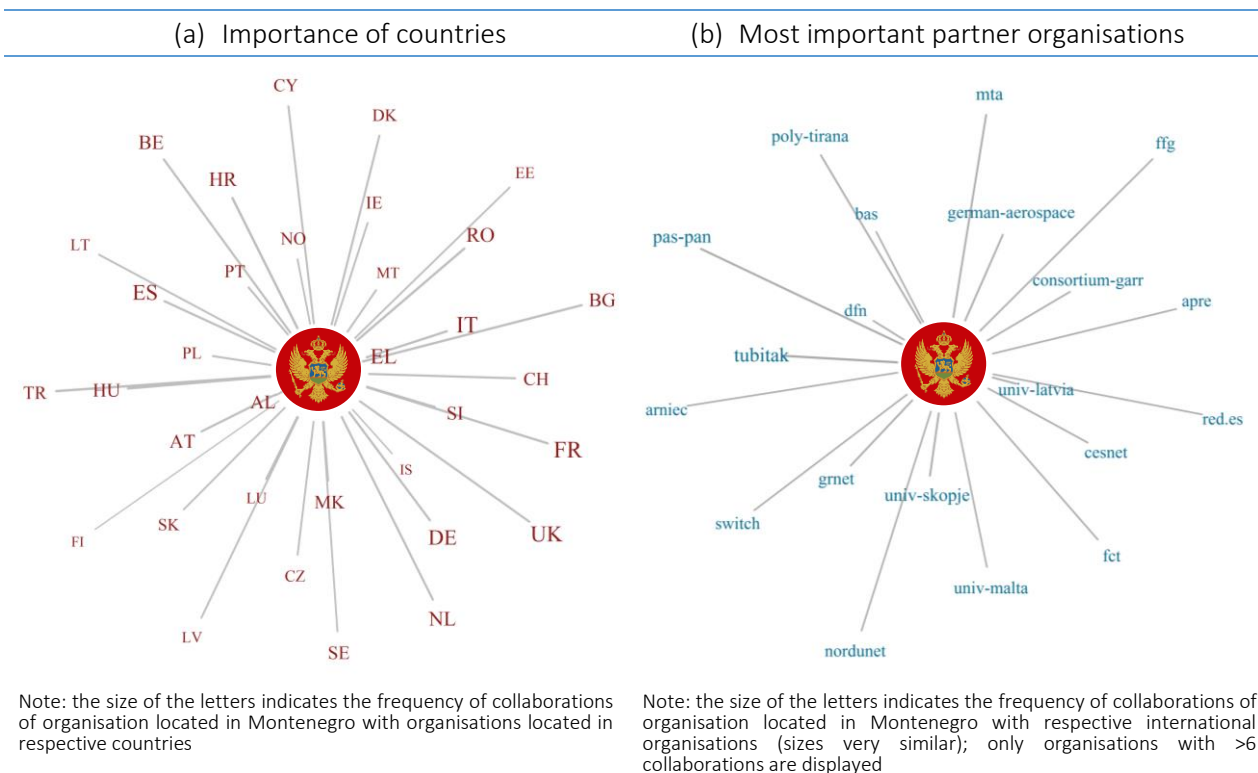 (a) Importance of countries
(b) Most important partner organisations
CY
DK
BE
EE
HR
IE
RO
NO
LT
PT
MT
ES
BG
IT
PL
EL
CH
TR
HU
AL
SI
AT
FR
IS
LU
MK
SK
UK
DE
FI
CZ
NL
LV
SE
mta
poly-tirana
ffg
bas
german-aerospace
pas-pan
consortium-garr
apre
dfn
tubitak
univ-latvia
arniec
red.es
cesnet
grnet
univ-skopje
switch
fct
univ-malta
nordunet
Note: the size of the letters indicates the frequency of collaborations
of organisation located in Montenegro with organisations located in
respective countries
Note: the size of the letters indicates the frequency of collaborations of
organisation located in Montenegro with respective international
organisations (sizes very similar); only organisations with >6
collaborations are displayed